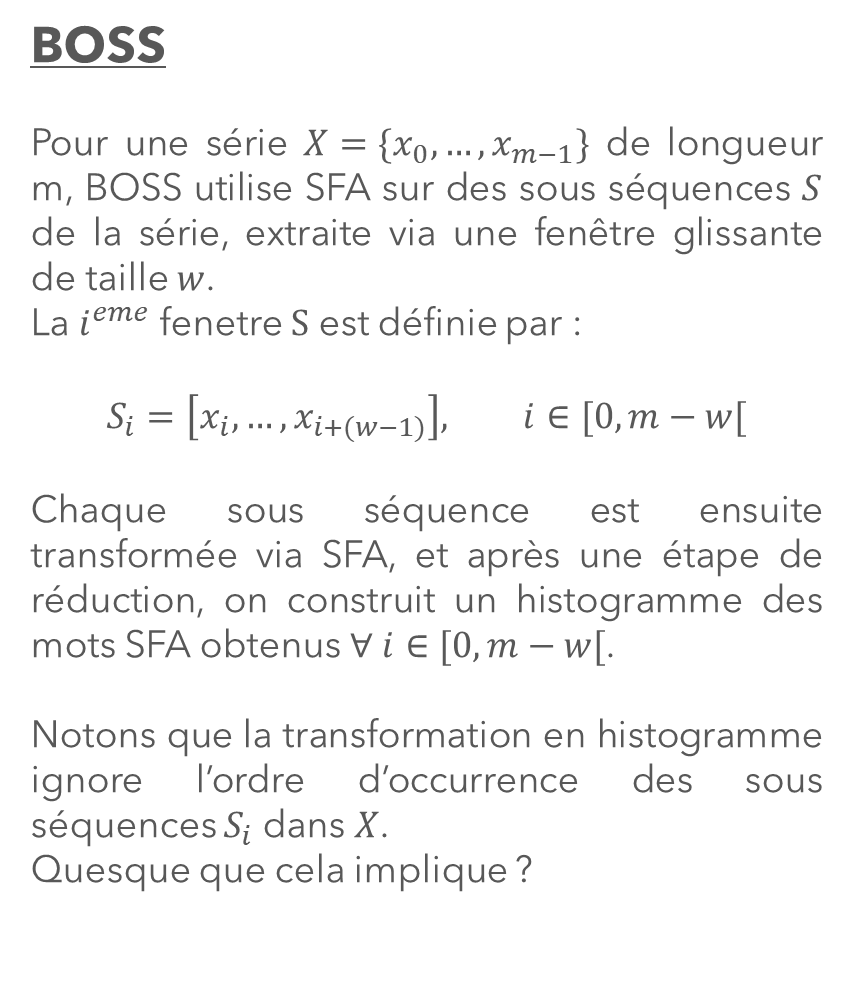 BOSS
Pour une série X = {x₀, ... , xₘ₋₁} de longueur
m, BOSS utilise SFA sur des sous séquences S
de la série, extraite via une fenêtre glissante
de taille w.
La iᵉᵐᵉ fenetre S est définie par :
Sᵢ = [xᵢ, ... , xᵢ₊₍w₋₁₎], i ∈ [0, m − w[
Chaque sous séquence est ensuite
transformée via SFA, et après une étape de
réduction, on construit un histogramme des
mots SFA obtenus ∀ i ∈ [0, m − w[.
Notons que la transformation en histogramme
ignore l’ordre d’occurrence des sous
séquences Sᵢ dans X.
Quesque que cela implique ?